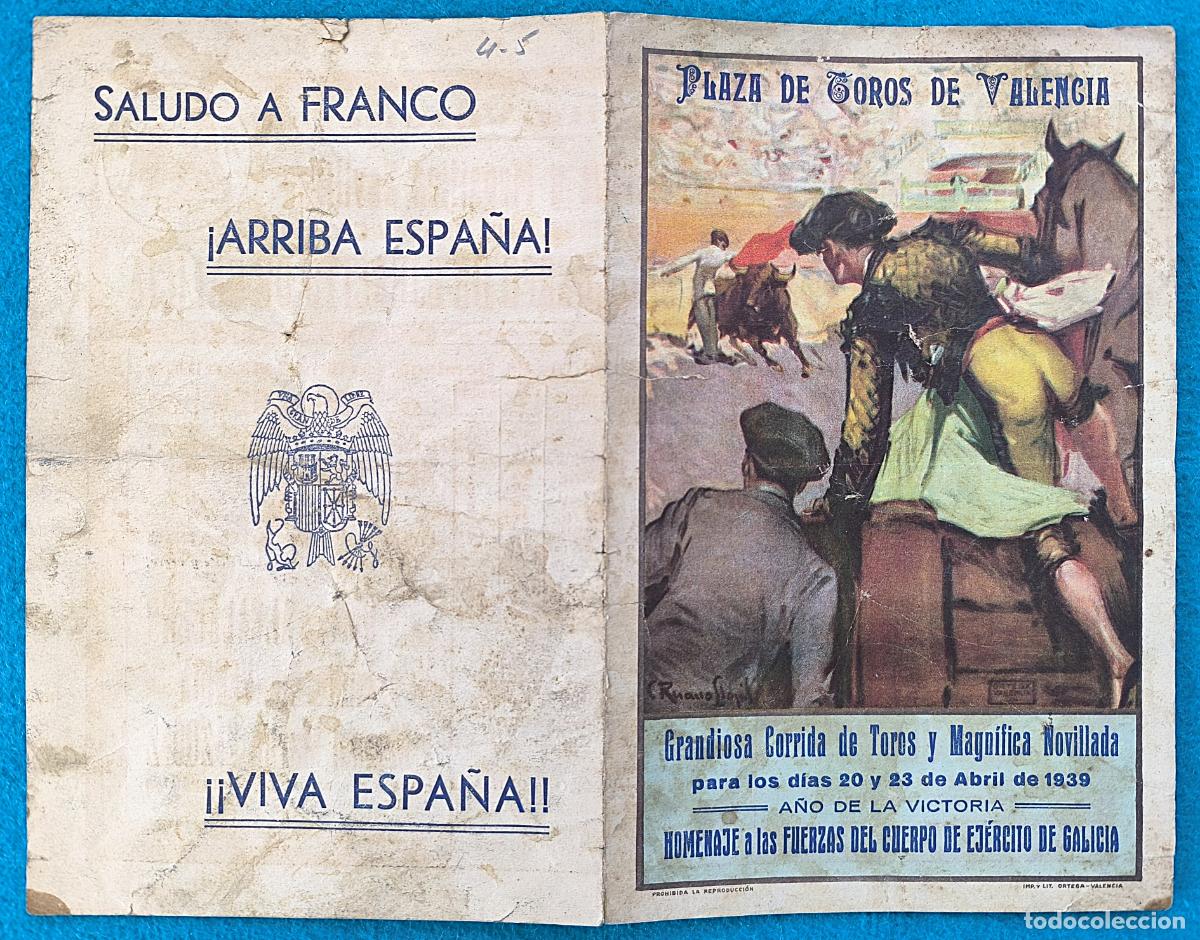 4-5
SALUDO A FRANCO
¡ARRIBA ESPAÑA!
¡¡VIVA ESPAÑA!!
PLAZA DE TOROS DE VALENCIA
C. Ruano Llopis
Grandiosa Corrida de Toros y Magnífica Novillada
para los días 20 y 23 de Abril de 1939
AÑO DE LA VICTORIA
HOMENAJE a las FUERZAS DEL CUERPO DE EJÉRCITO DE GALICIA
PROHIBIDA LA REPRODUCCIÓN
IMP. Y LIT. ORTEGA-VALENCIA
todocoleccion